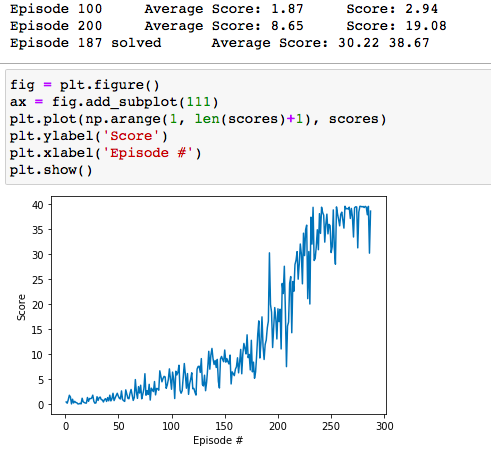 Episode 100     Average Score: 1.87     Score: 2.94
Episode 200     Average Score: 8.65     Score: 19.08
Episode 187 solved      Average Score: 30.22 38.67
fig = plt.figure()
ax = fig.add_subplot(111)
plt.plot(np.arange(1, len(scores)+1), scores)
plt.ylabel('Score')
plt.xlabel('Episode #')
plt.show()
40
35
30
25
20
15
10
5
0
Score
0 50 100 150 200 250 300
Episode #